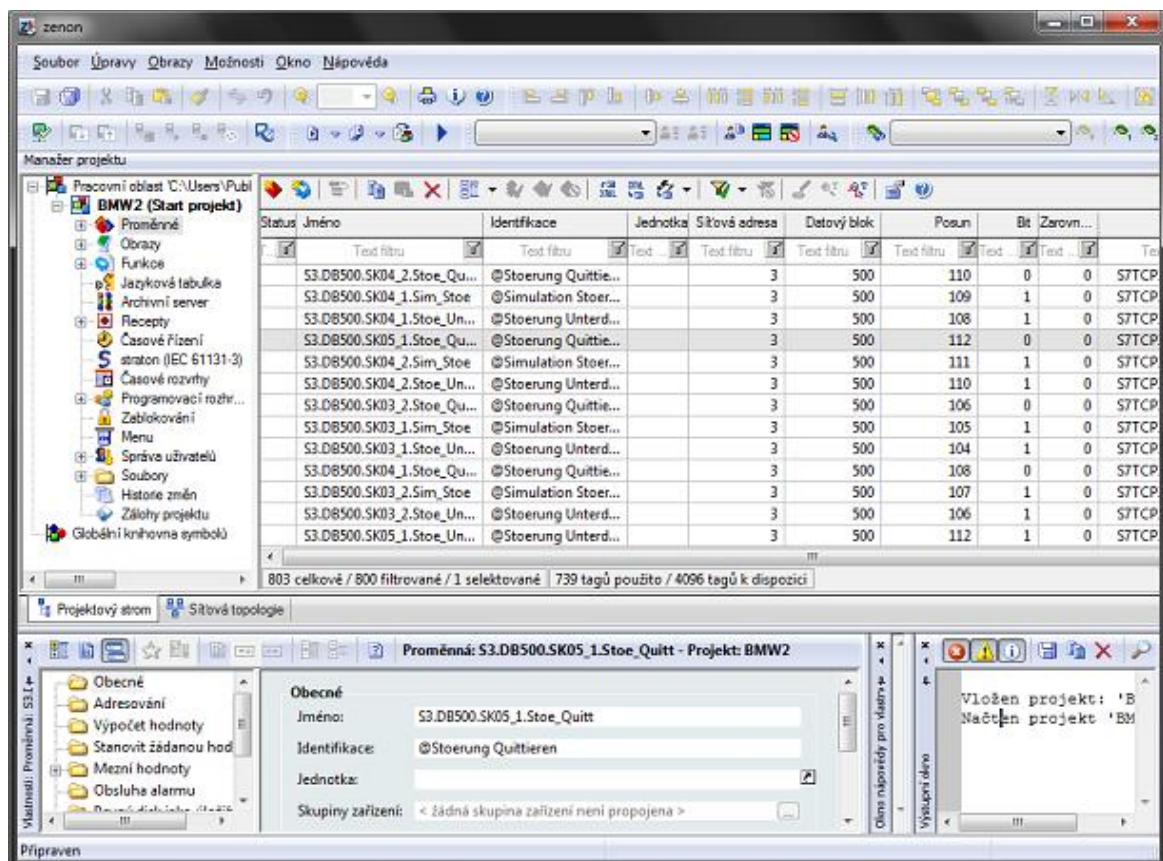 zenon
Soubor Úpravy Obrazy Možnosti Okno Nápověda
Manažer projektu
Pracovní oblast 'C:\Users\Publ
BMW2 (Start projekt)
Proměnné
Obrazy
Funkce
Jazyková tabulka
Archivní server
Recepty
Časové řízení
straton (IEC 61131-3)
Časové rozvrhy
Programovací rozhr...
Zablokování
Menu
Správa uživatelů
Soubory
Historie změn
Zálohy projektu
Globální knihovna symbolů
Status Jméno Identifikace Jednotka Síťová adresa Datový blok Posun Bit Zarovn...
Text filtru Text filtru Text ... Text filtru Text filtru Text filtru Text ... Text ...
S3.DB500.SK04_2.Stoe_Qu... @Stoerung Quittie... 3 500 110 0 0 S7TCP
S3.DB500.SK04_1.Sim_Stoe @Simulation Stoer... 3 500 109 1 0 S7TCP
S3.DB500.SK04_1.Stoe_Un... @Stoerung Unterd... 3 500 108 1 0 S7TCP
S3.DB500.SK05_1.Stoe_Qu... @Stoerung Quittie... 3 500 112 0 0 S7TCP
S3.DB500.SK04_2.Sim_Stoe @Simulation Stoer... 3 500 111 1 0 S7TCP
S3.DB500.SK04_2.Stoe_Un... @Stoerung Unterd... 3 500 110 1 0 S7TCP
S3.DB500.SK03_2.Stoe_Qu... @Stoerung Quittie... 3 500 106 0 0 S7TCP
S3.DB500.SK03_1.Sim_Stoe @Simulation Stoer... 3 500 105 1 0 S7TCP
S3.DB500.SK03_1.Stoe_Un... @Stoerung Unterd... 3 500 104 1 0 S7TCP
S3.DB500.SK04_1.Stoe_Qu... @Stoerung Quittie... 3 500 108 0 0 S7TCP
S3.DB500.SK03_2.Sim_Stoe @Simulation Stoer... 3 500 107 1 0 S7TCP
S3.DB500.SK03_2.Stoe_Un... @Stoerung Unterd... 3 500 106 1 0 S7TCP
S3.DB500.SK05_1.Stoe_Un... @Stoerung Unterd... 3 500 112 1 0 S7TCP
803 celkové / 800 filtrované / 1 selektované 739 tagů použito / 4096 tagů k dispozici
Projektový strom Síťová topologie
Proměnná: S3.DB500.SK05_1.Stoe_Quitt - Projekt: BMW2
Vlastnosti: Proměnná: S3.I
Obecné
Adresování
Výpočet hodnoty
Stanovit žádanou hod
Mezní hodnoty
Obsluha alarmu
Obecné
Jméno: S3.DB500.SK05_1.Stoe_Quitt
Identifikace: @Stoerung Quittieren
Jednotka:
Skupiny zařízení: < žádná skupina zařízení není propojena >
Okno nápovědy pro vlastn
Výstupní okno
Vložen projekt: 'B
Načten projekt 'BM
Připraven